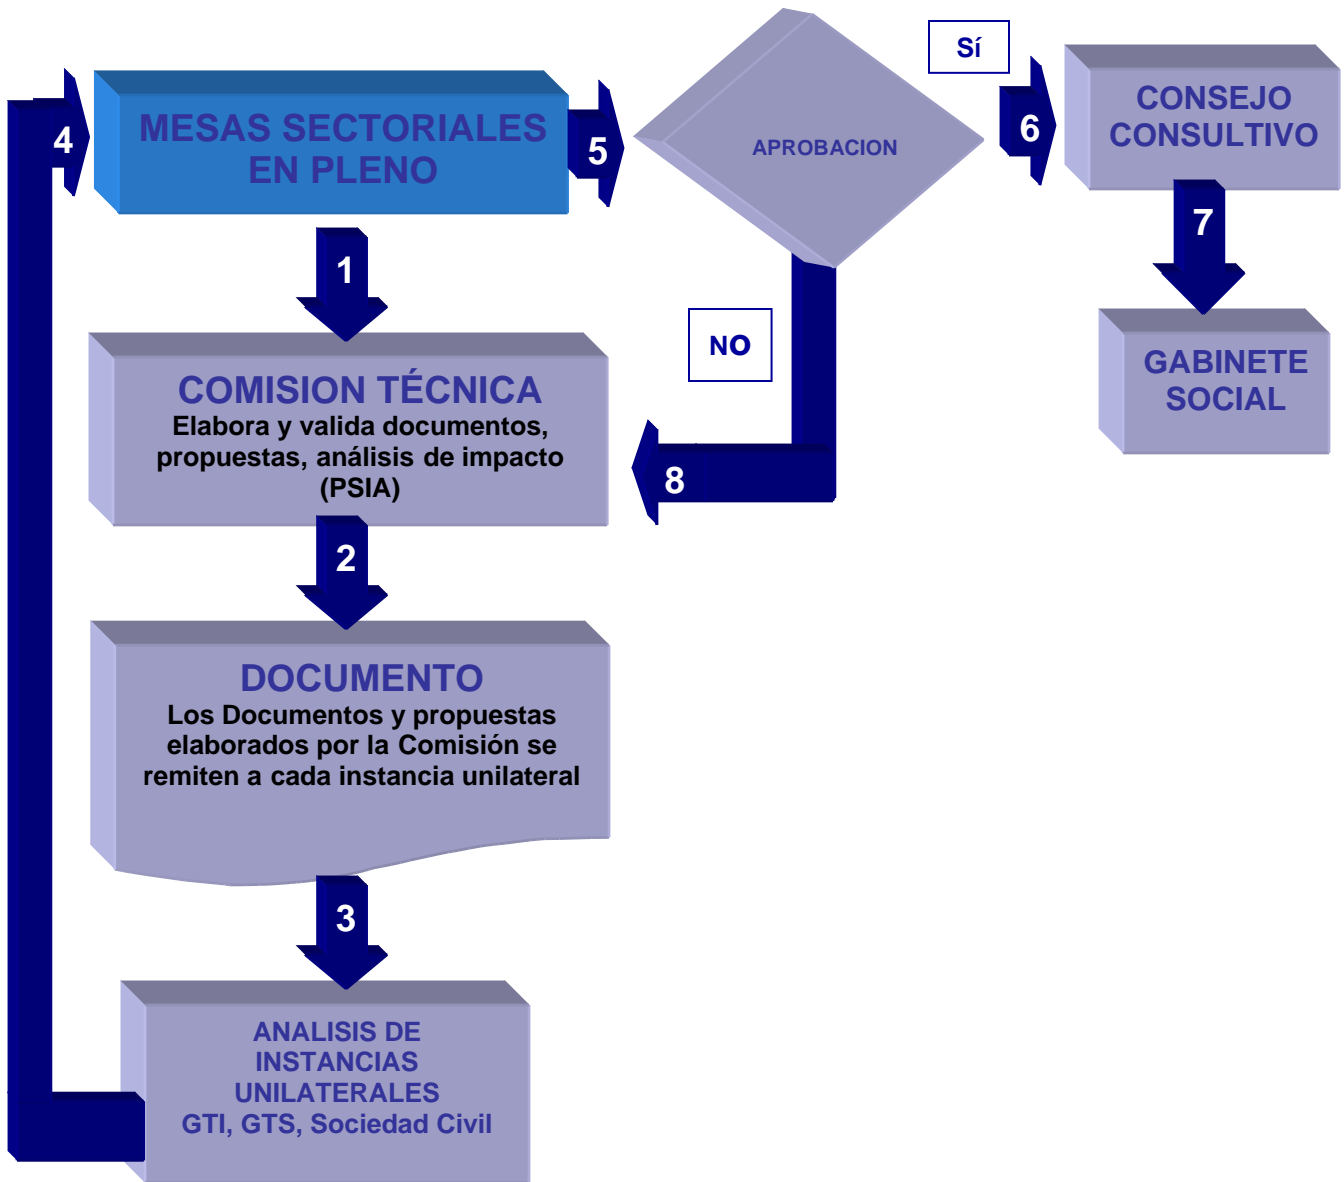 Sí
4
MESAS SECTORIALES
EN PLENO
5
APROBACION
6
CONSEJO
CONSULTIVO
1
7
NO
COMISION TÉCNICA
Elabora y valida documentos,
propuestas, análisis de impacto
(PSIA)
8
GABINETE
SOCIAL
2
DOCUMENTO
Los Documentos y propuestas
elaborados por la Comisión se
remiten a cada instancia unilateral
3
ANALISIS DE
INSTANCIAS
UNILATERALES
GTI, GTS, Sociedad Civil